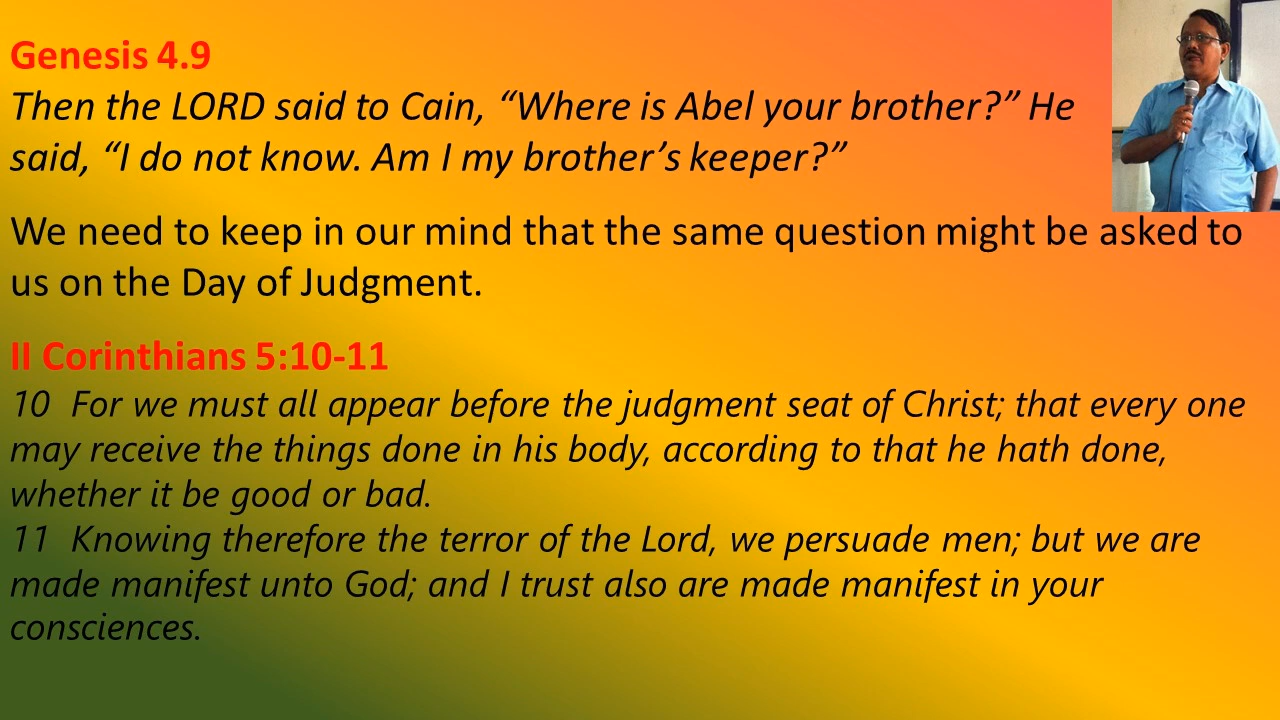 Genesis 4.9
Then the LORD said to Cain, “Where is Abel your brother?” He
said, “I do not know. Am I my brother’s keeper?”
We need to keep in our mind that the same question might be asked to
us on the Day of Judgment.
II Corinthians 5:10-11
10  For we must all appear before the judgment seat of Christ; that every one
may receive the things done in his body, according to that he hath done,
whether it be good or bad.
11  Knowing therefore the terror of the Lord, we persuade men; but we are
made manifest unto God; and I trust also are made manifest in your
consciences.